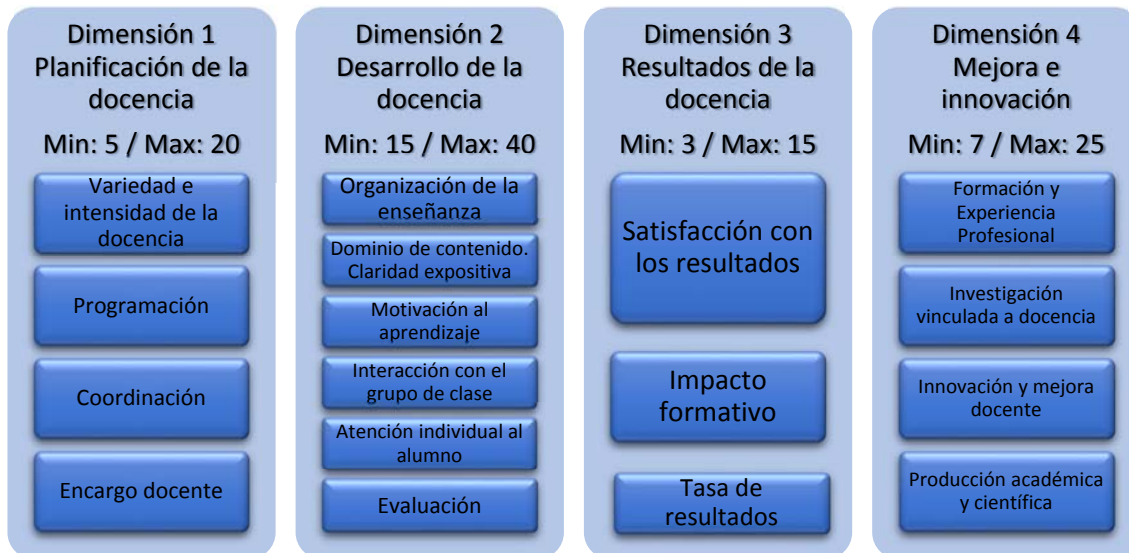 Dimensión 1
Planificación de la
docencia
Min: 5 / Max: 20
Variedad e
intensidad de la
docencia
Programación
Coordinación
Encargo docente
Dimensión 2
Desarrollo de la
docencia
Min: 15 / Max: 40
Organización de la
enseñanza
Dominio de contenido.
Claridad expositiva
Motivación al
aprendizaje
Interacción con el
grupo de clase
Atención individual al
alumno
Evaluación
Dimensión 3
Resultados de la
docencia
Min: 3 / Max: 15
Satisfacción con
los resultados
Impacto
formativo
Tasa de
resultados
Dimensión 4
Mejora e
innovación
Min: 7 / Max: 25
Formación y
Experiencia
Profesional
Investigación
vinculada a docencia
Innovación y mejora
docente
Producción académica
y científica